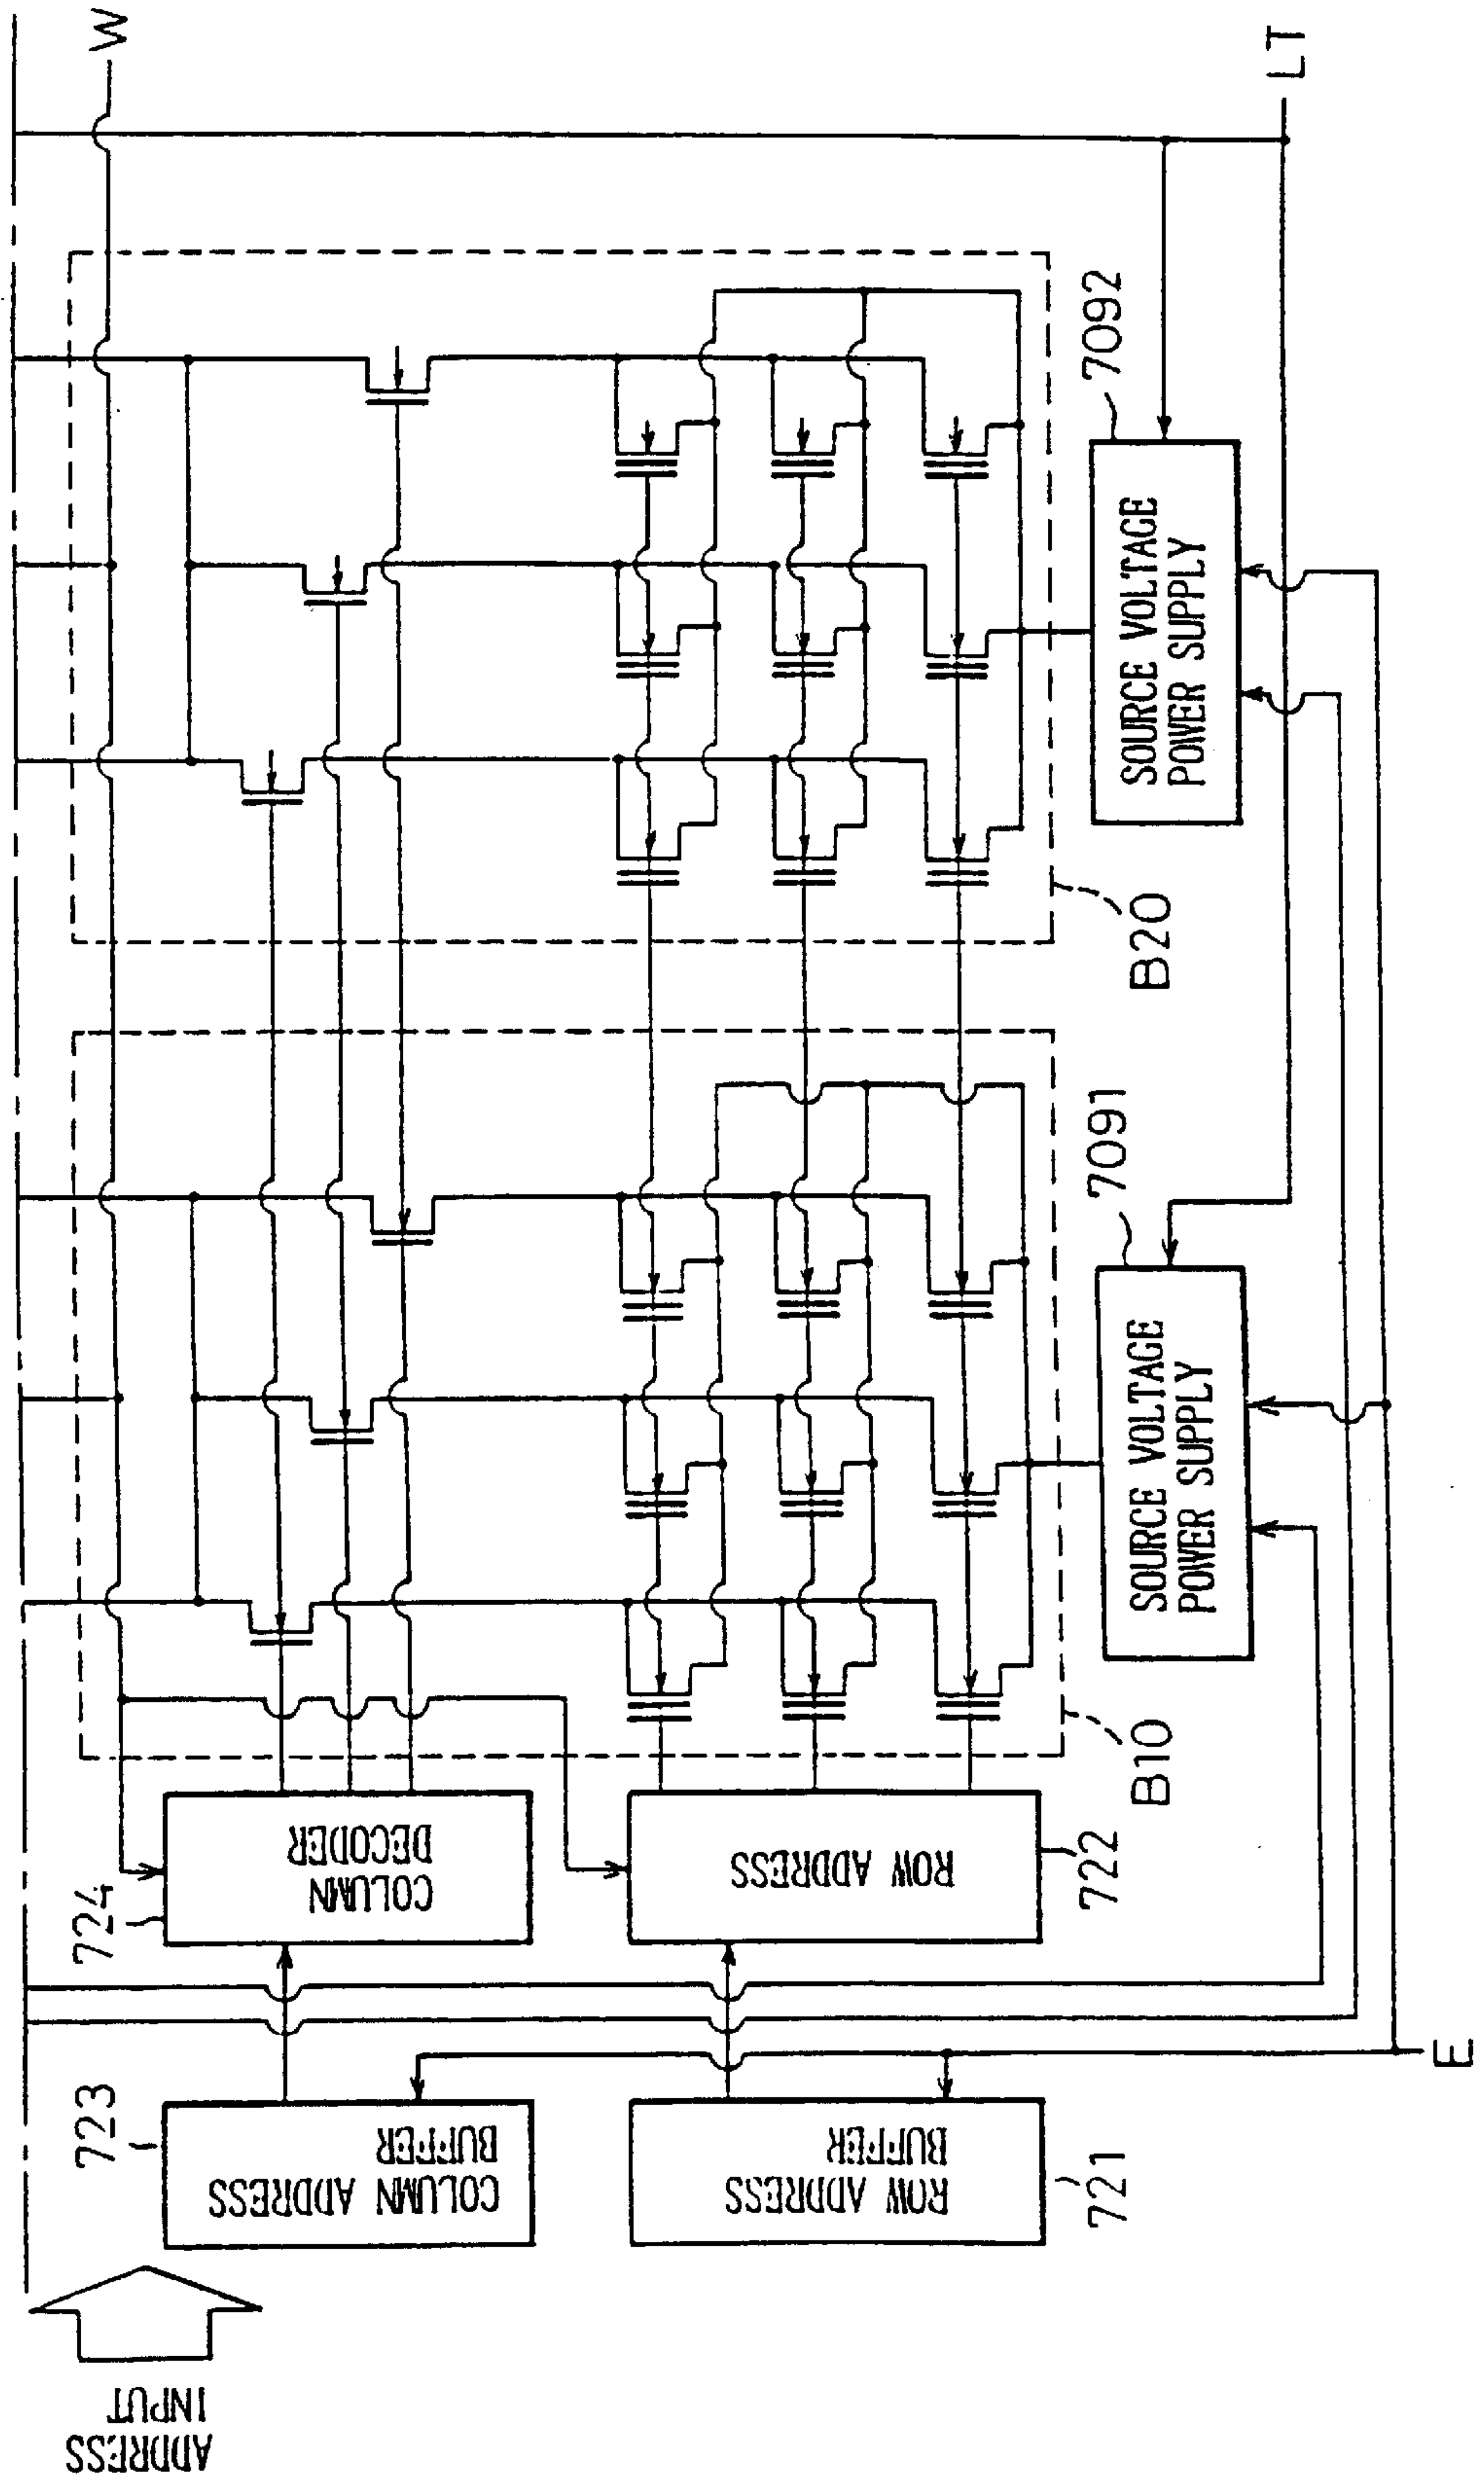 W
LT
7092
SOURCE VOLTAGE
POWER SUPPLY
B20
7091
SOURCE VOLTAGE
POWER SUPPLY
B10
724
COLUMN
DECODER
ROW ADDRESS
722
723
COLUMN ADDRESS
BUFFER
ROW ADDRESS
BUFFER
721
E
ADDRESS
INPUT